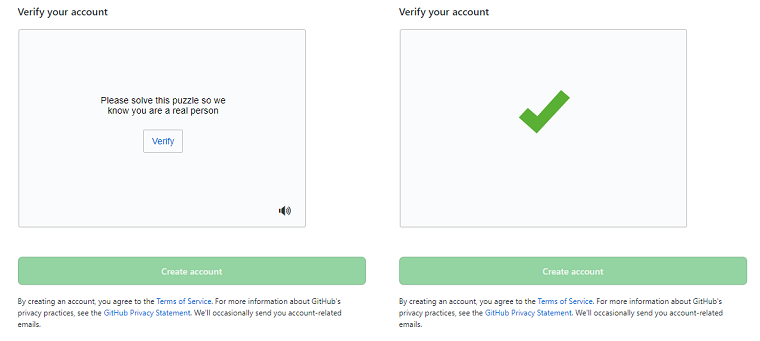 Verify your account
Please solve this puzzle so we
know you are a real person
Verify
Create account
By creating an account, you agree to the Terms of Service. For more information about GitHub's
privacy practices, see the GitHub Privacy Statement. We'll occasionally send you account-related
emails.
Verify your account
Create account
By creating an account, you agree to the Terms of Service. For more information about GitHub's
privacy practices, see the GitHub Privacy Statement. We'll occasionally send you account-related
emails.